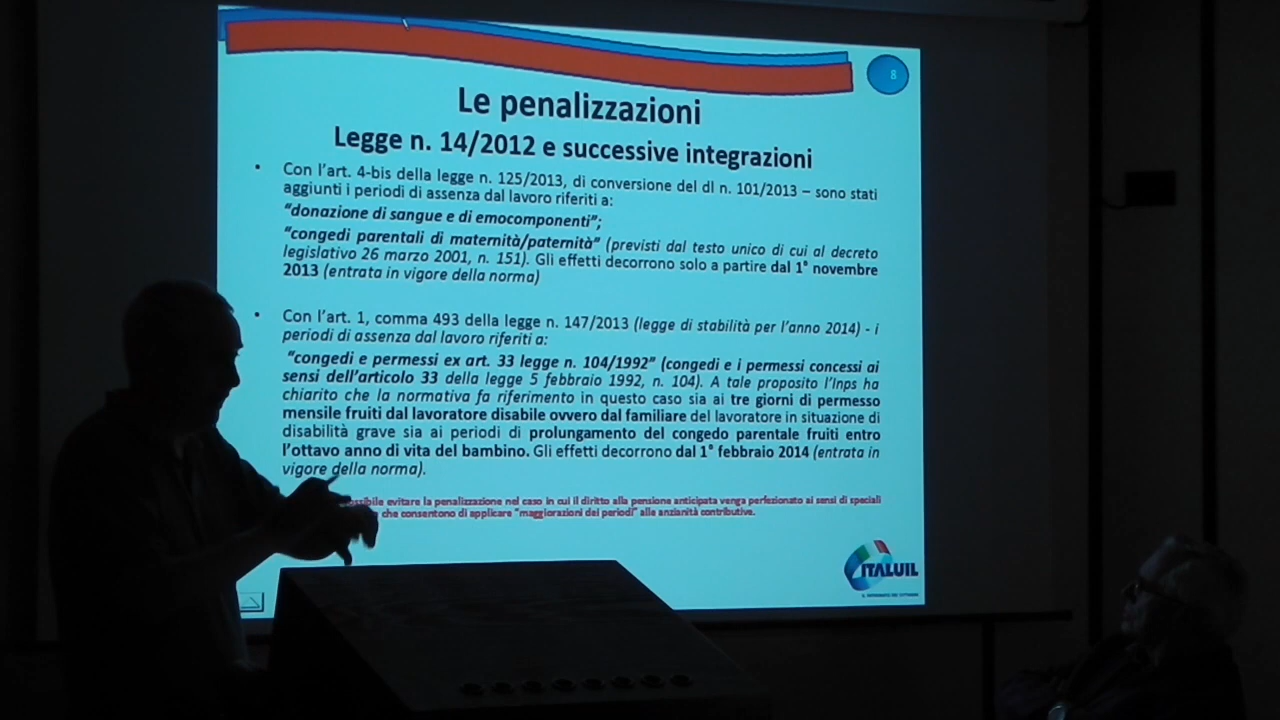 8
Le penalizzazioni
Legge n. 14/2012 e successive integrazioni
• Con l'art. 4-bis della legge n. 125/2013, di conversione del dl n. 101/2013 – sono stati
aggiunti i periodi di assenza dal lavoro riferiti a:
"donazione di sangue e di emocomponenti";
"congedi parentali di maternità/paternità" (previsti dal testo unico di cui al decreto
legislativo 26 marzo 2001, n. 151). Gli effetti decorrono solo a partire dal 1° novembre
2013 (entrata in vigore della norma)
• Con l'art. 1, comma 493 della legge n. 147/2013 (legge di stabilità per l'anno 2014) - i
periodi di assenza dal lavoro riferiti a:
"congedi e permessi ex art. 33 legge n. 104/1992" (congedi e i permessi concessi ai
sensi dell'articolo 33 della legge 5 febbraio 1992, n. 104). A tale proposito l'Inps ha
chiarito che la normativa fa riferimento in questo caso sia ai tre giorni di permesso
mensile fruiti dal lavoratore disabile ovvero dal familiare del lavoratore in situazione di
disabilità grave sia ai periodi di prolungamento del congedo parentale fruiti entro
l'ottavo anno di vita del bambino. Gli effetti decorrono dal 1° febbraio 2014 (entrata in
vigore della norma).
evitare la penalizzazione nel caso in cui il diritto alla pensione anticipata venga perfezionato ai sensi di speciali
che consentono di applicare "maggiorazioni dei periodi" alle anzianità contributive.
ITALUIL